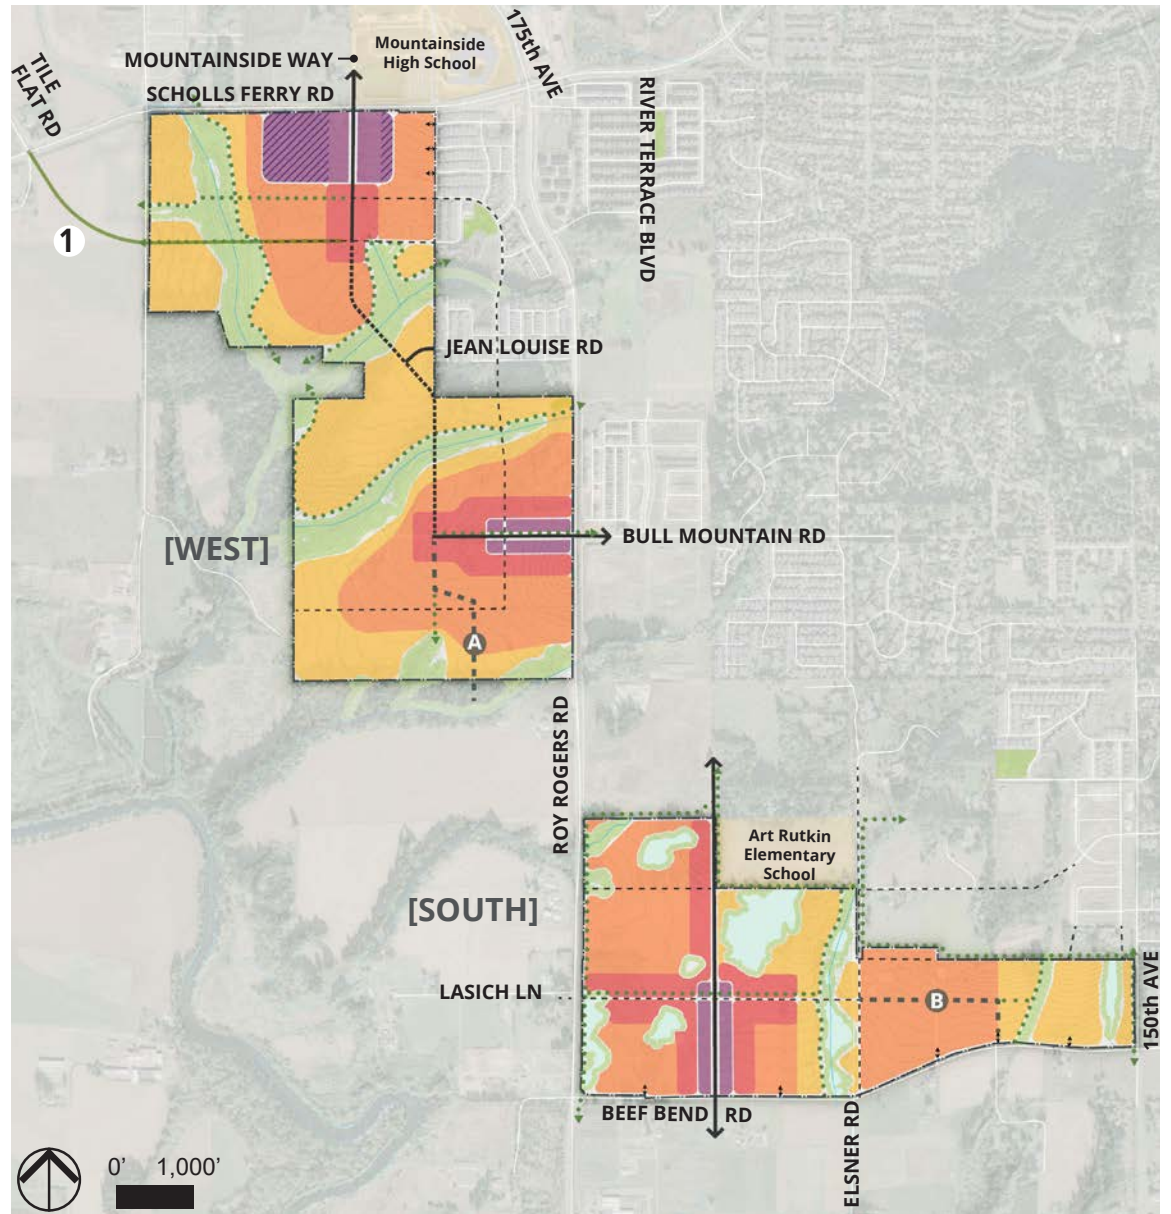 175th AVE
Mountainside
High School
MOUNTAINSIDE WAY
SCHOLLS FERRY RD
TILE
FLAT RD
RIVER TERRACE BLVD
1
JEAN LOUISE RD
[WEST]
BULL MOUNTAIN RD
A
ROY ROGERS RD
Art Rutkin
Elementary
School
[SOUTH]
LASICH LN
B
150th AVE
BEEF BEND RD
ELSNER RD
0' 1,000'